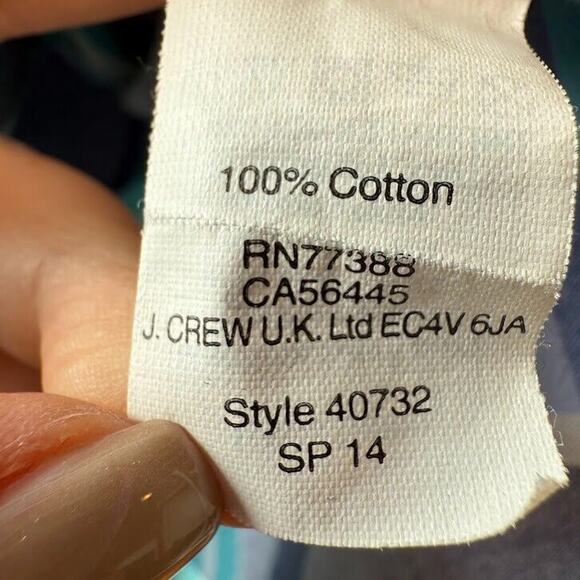 100% Cotton
RN77388
CA56445
J. CREW U.K. Ltd EC4V 6JA
Style 40732
SP 14